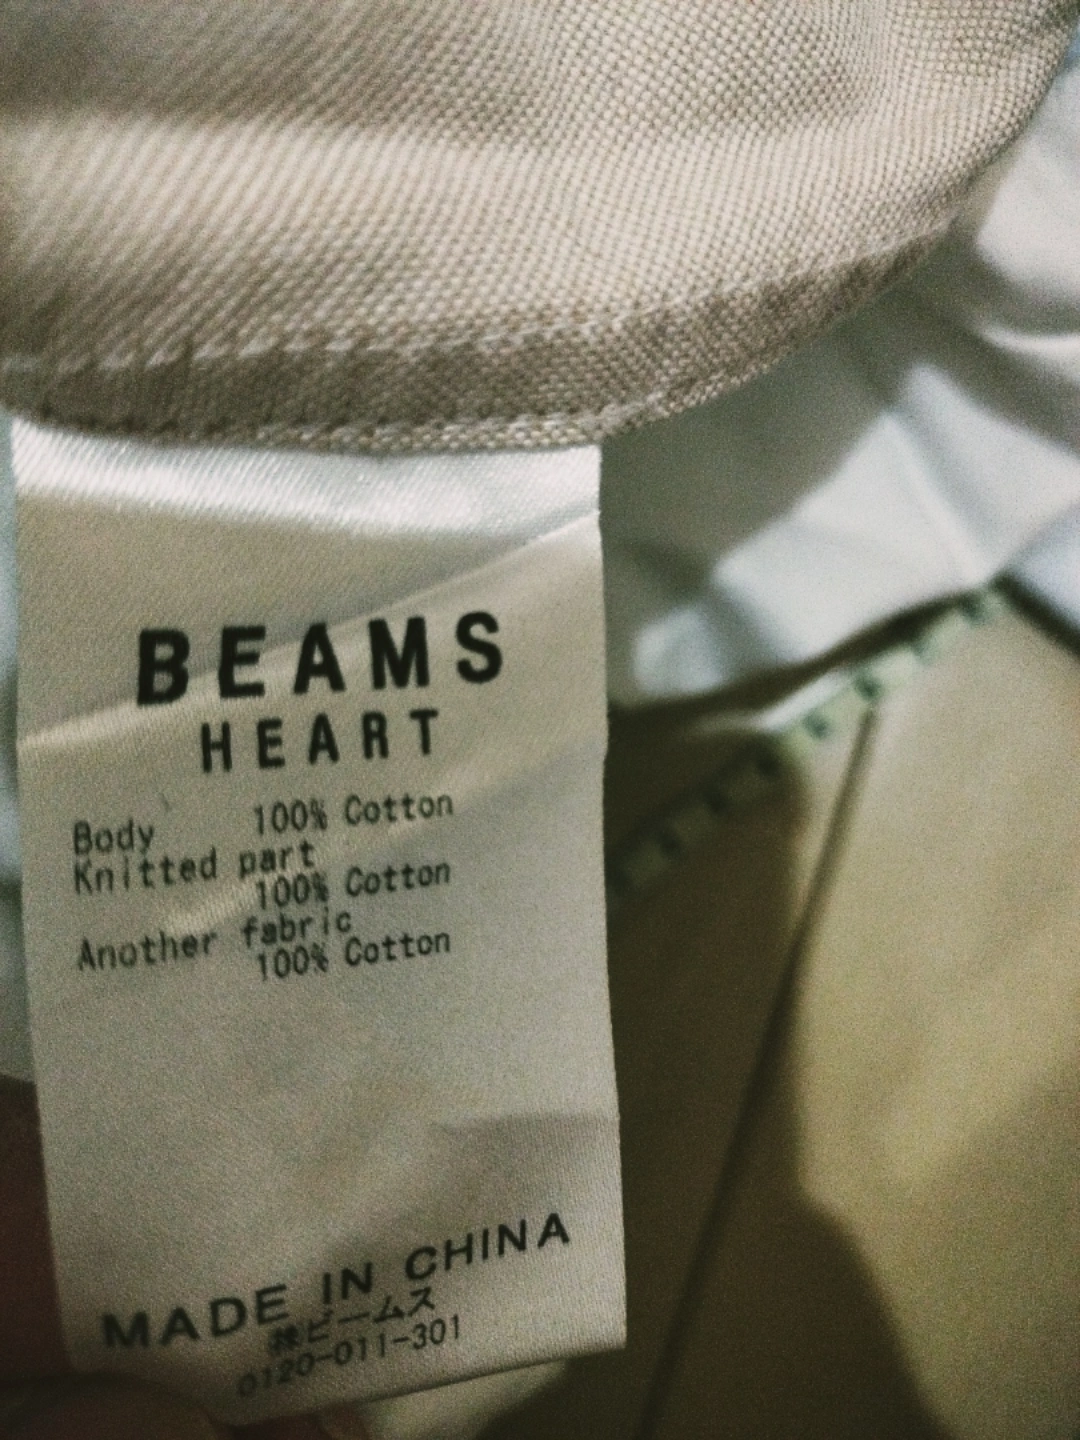 BEAMS
HEART
Body 100% Cotton
Knitted part
100% Cotton
Another fabric
100% Cotton
MADE IN CHINA
㈱ビームス
0120-011-301